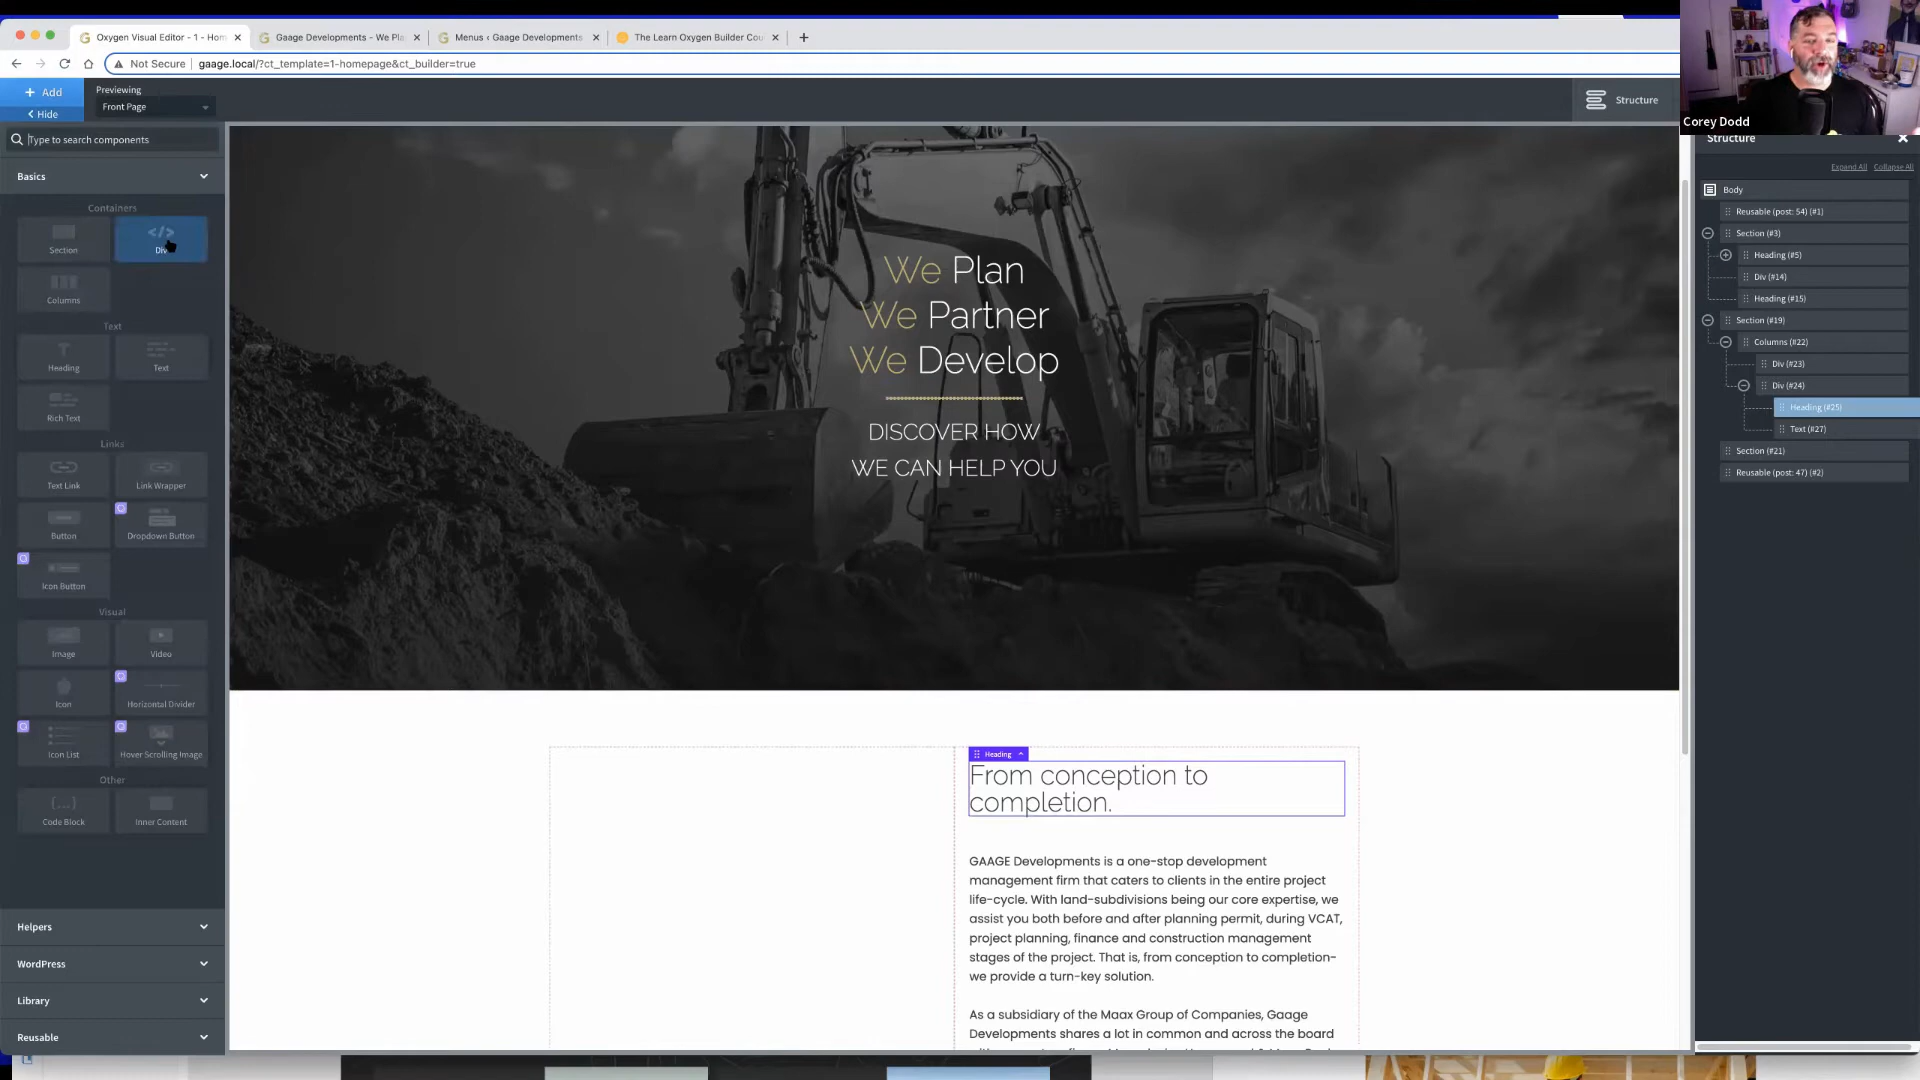 Oxygen Visual Editor - 1 - Hom
Gaage Developments - We Pla
Menus ‹ Gaage Developments
The Learn Oxygen Builder Cou
Not Secure
gaage.local/?ct_template=1-homepage&ct_builder=true
Add
Hide
Previewing
Front Page
Structure
Corey Dodd
Type to search components
Basics
Containers
Section
Div
Columns
Text
Heading
Text
Rich Text
Links
Text Link
Link Wrapper
Button
Dropdown Button
Icon Button
Visual
Image
Video
Icon
Horizontal Divider
Icon List
Hover Scrolling Image
Other
{...}
Code Block
Inner Content
Helpers
WordPress
Library
Reusable
We Plan
We Partner
We Develop
DISCOVER HOW
WE CAN HELP YOU
Heading
From conception to
completion.
GAAGE Developments is a one-stop development
management firm that caters to clients in the entire project
life-cycle. With land-subdivisions being our core expertise, we
assist you both before and after planning permit, during VCAT,
project planning, finance and construction management
stages of the project. That is, from conception to completion-
we provide a turn-key solution.
As a subsidiary of the Maax Group of Companies, Gaage
Developments shares a lot in common and across the board
Structure
Expand All Collapse All
Body
Reusable (post: 54) (#1)
Section (#3)
Heading (#5)
Div (#14)
Heading (#15)
Section (#19)
Columns (#22)
Div (#23)
Div (#24)
Heading (#25)
Text (#27)
Section (#21)
Reusable (post: 47) (#2)